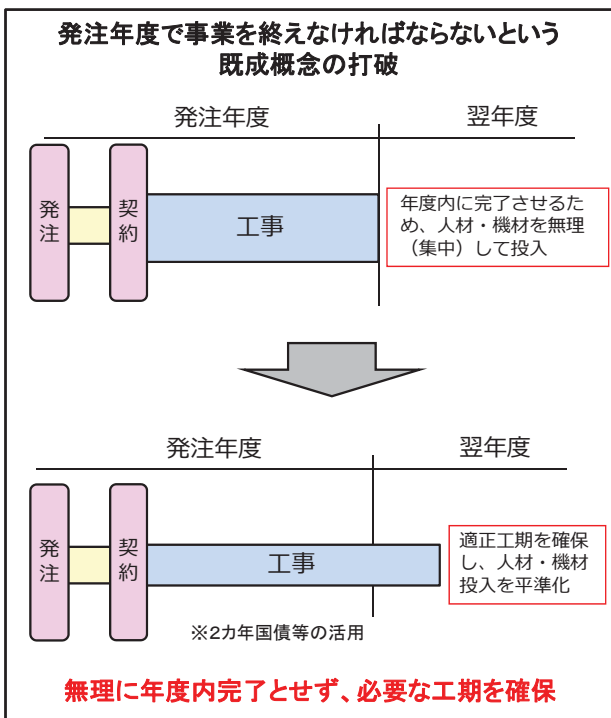 発注年度で事業を終えなければならないという
既成概念の打破
発注年度
翌年度
発注
契約
工事
年度内に完了させるた
め、人材・機材を無理
（集中）して投入
発注年度
翌年度
発注
契約
工事
適正工期を確保
し、人材・機材
投入を平準化
※2カ年国債等の活用
無理に年度内完了とせず、必要な工期を確保